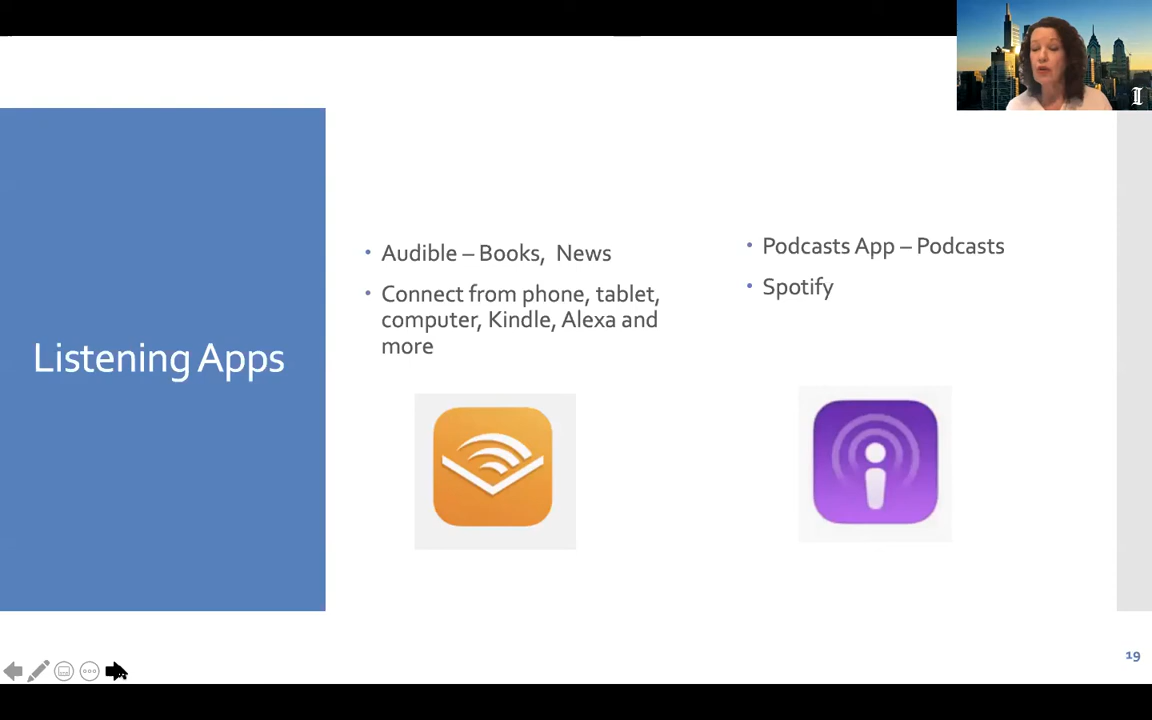 Listening Apps
• Audible – Books,  News
• Connect from phone, tablet,
computer, Kindle, Alexa and
more
• Podcasts App – Podcasts
• Spotify
19